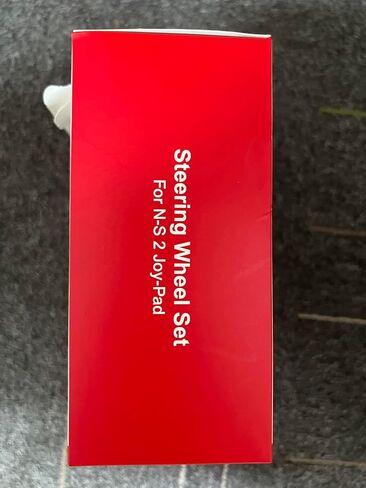 Steering Wheel Set
For N-S 2 Joy-Pad